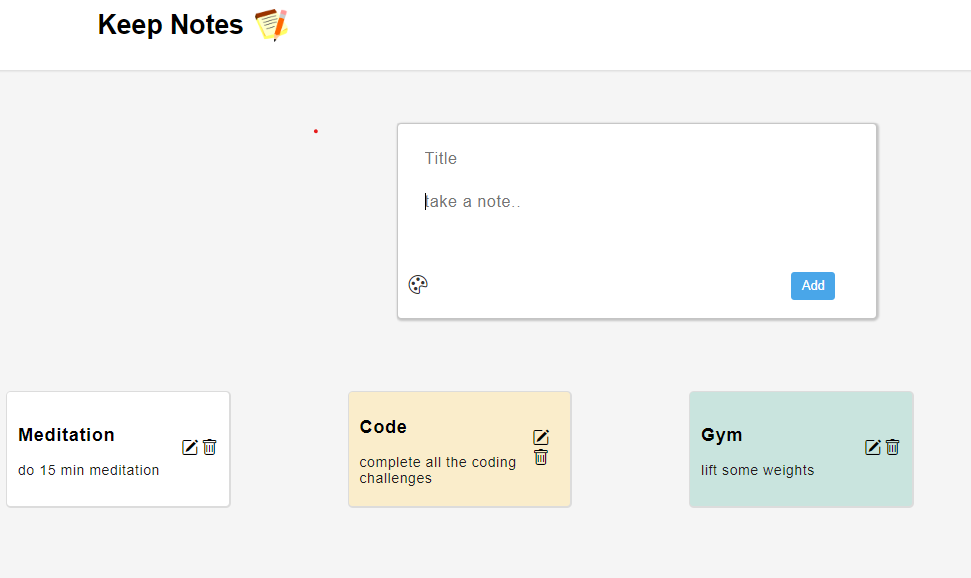 Keep Notes
Title
take a note..
Add
Meditation
do 15 min meditation
Code
complete all the coding
challenges
Gym
lift some weights